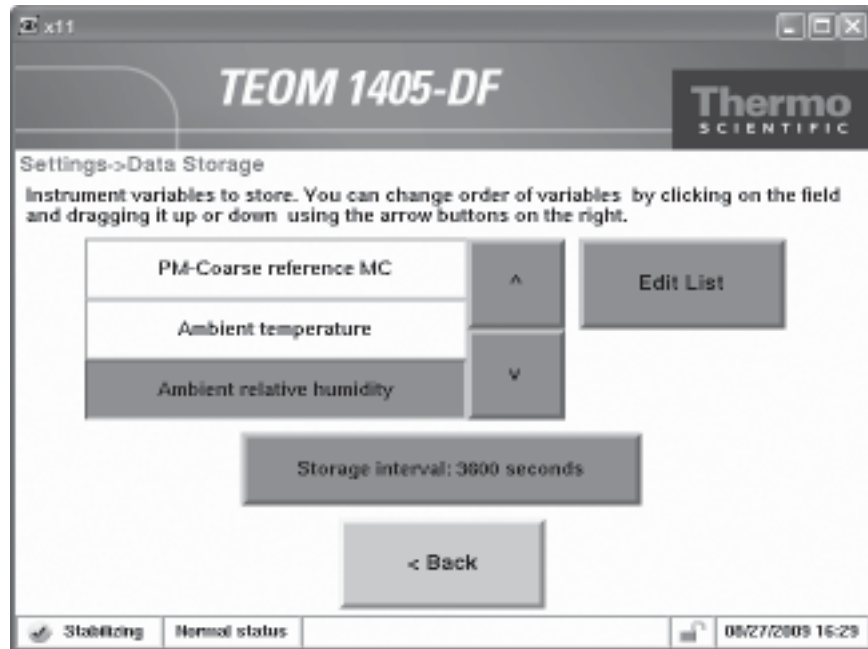 x11
TEOM 1405-DF
Thermo
SCIENTIFIC
Settings->Data Storage
Instrument variables to store. You can change order of variables by clicking on the field
and dragging it up or down using the arrow buttons on the right.
PM-Coarse reference MC
^
Edit List
Ambient temperature
Ambient relative humidity
v
Storage interval: 3600 seconds
< Back
Stabilizing
Normal status
08/27/2009 16:29